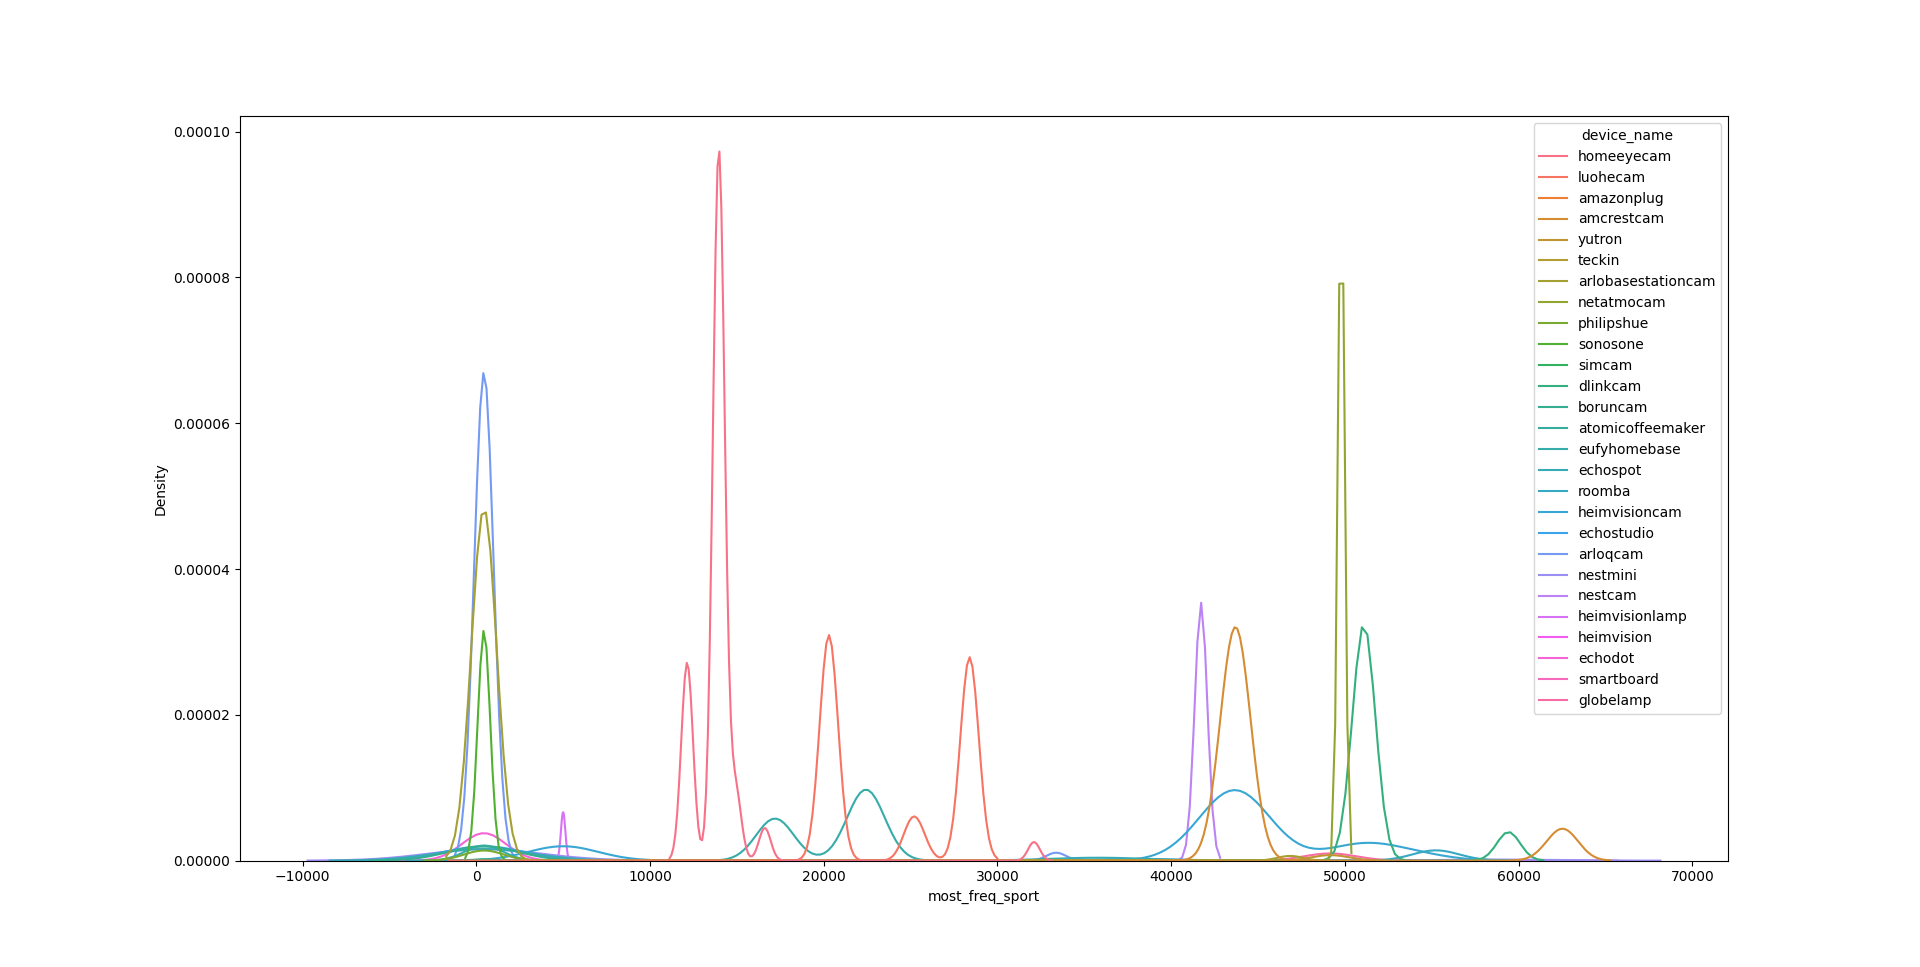 0.00010
0.00008
0.00006
0.00004
0.00002
0.00000
Density
−10000 0 10000 20000 30000 40000 50000 60000 70000
most_freq_sport
device_name
homeeyecam
luohecam
amazonplug
amcrestcam
yutron
teckin
arlobasestationcam
netatmocam
philipshue
sonosone
simcam
dlinkcam
boruncam
atomicoffeemaker
eufyhomebase
echospot
roomba
heimvisioncam
echostudio
arloqcam
nestmini
nestcam
heimvisionlamp
heimvision
echodot
smartboard
globelamp